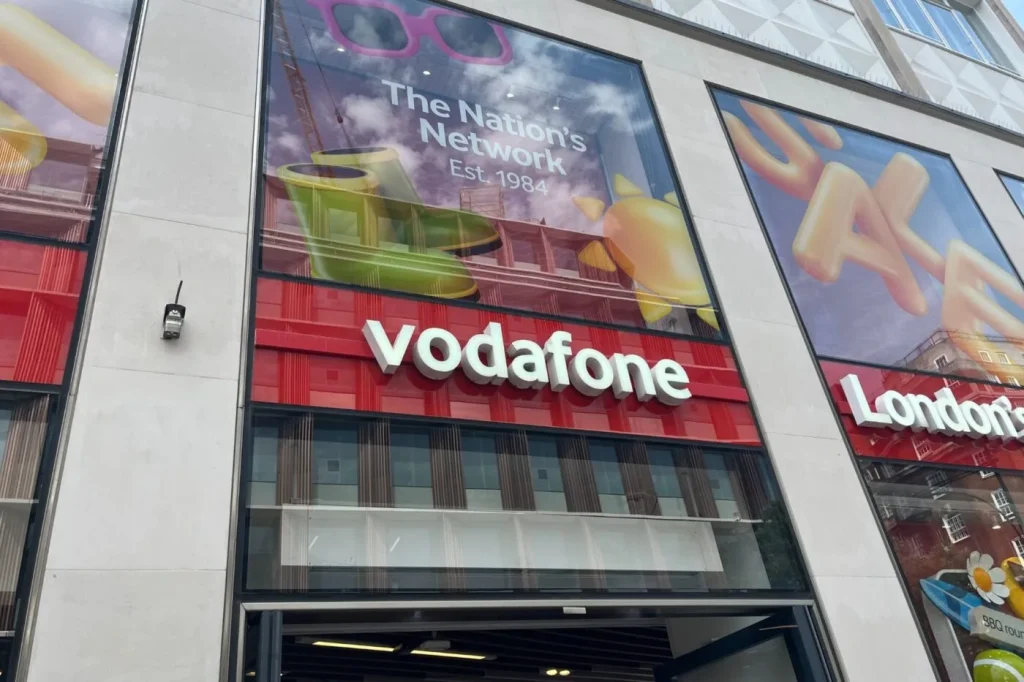 The Nation's
Network
Est. 1984
vodafone
London's
BBQ